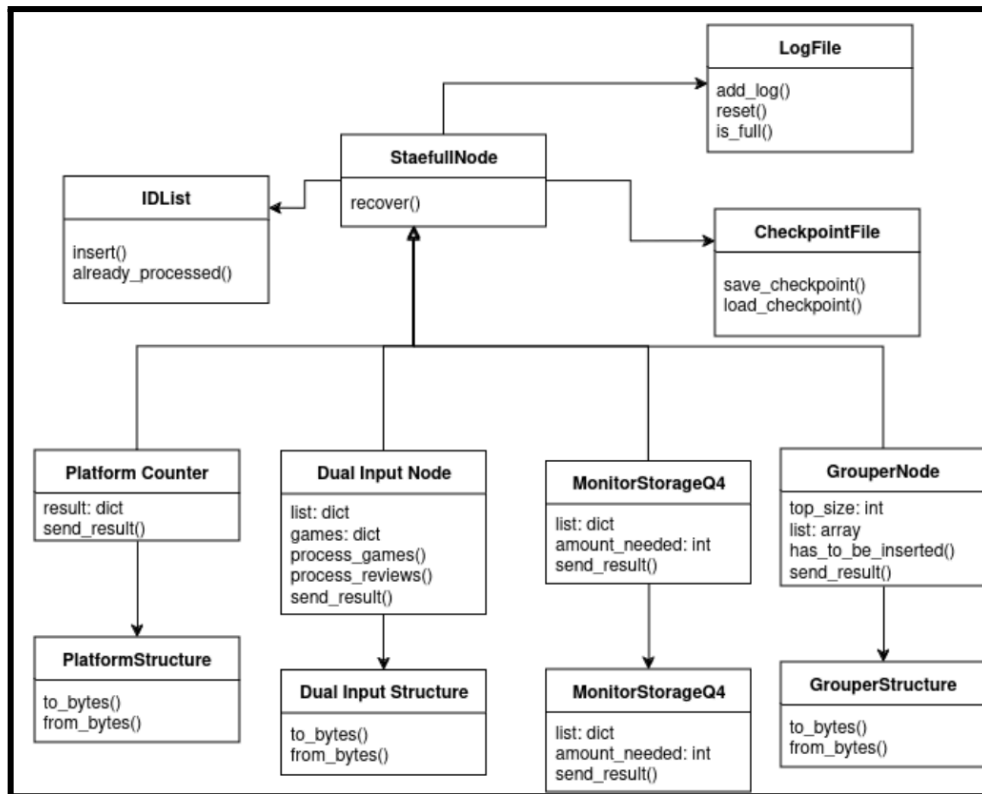 LogFile
add_log()
reset()
is_full()
StaefullNode
recover()
IDList
insert()
already_processed()
CheckpointFile
save_checkpoint()
load_checkpoint()
Platform Counter
result: dict
send_result()
Dual Input Node
list: dict
games: dict
process_games()
process_reviews()
send_result()
MonitorStorageQ4
list: dict
amount_needed: int
send_result()
GrouperNode
top_size: int
list: array
has_to_be_inserted()
send_result()
PlatformStructure
to_bytes()
from_bytes()
Dual Input Structure
to_bytes()
from_bytes()
MonitorStorageQ4
list: dict
amount_needed: int
send_result()
GrouperStructure
to_bytes()
from_bytes()